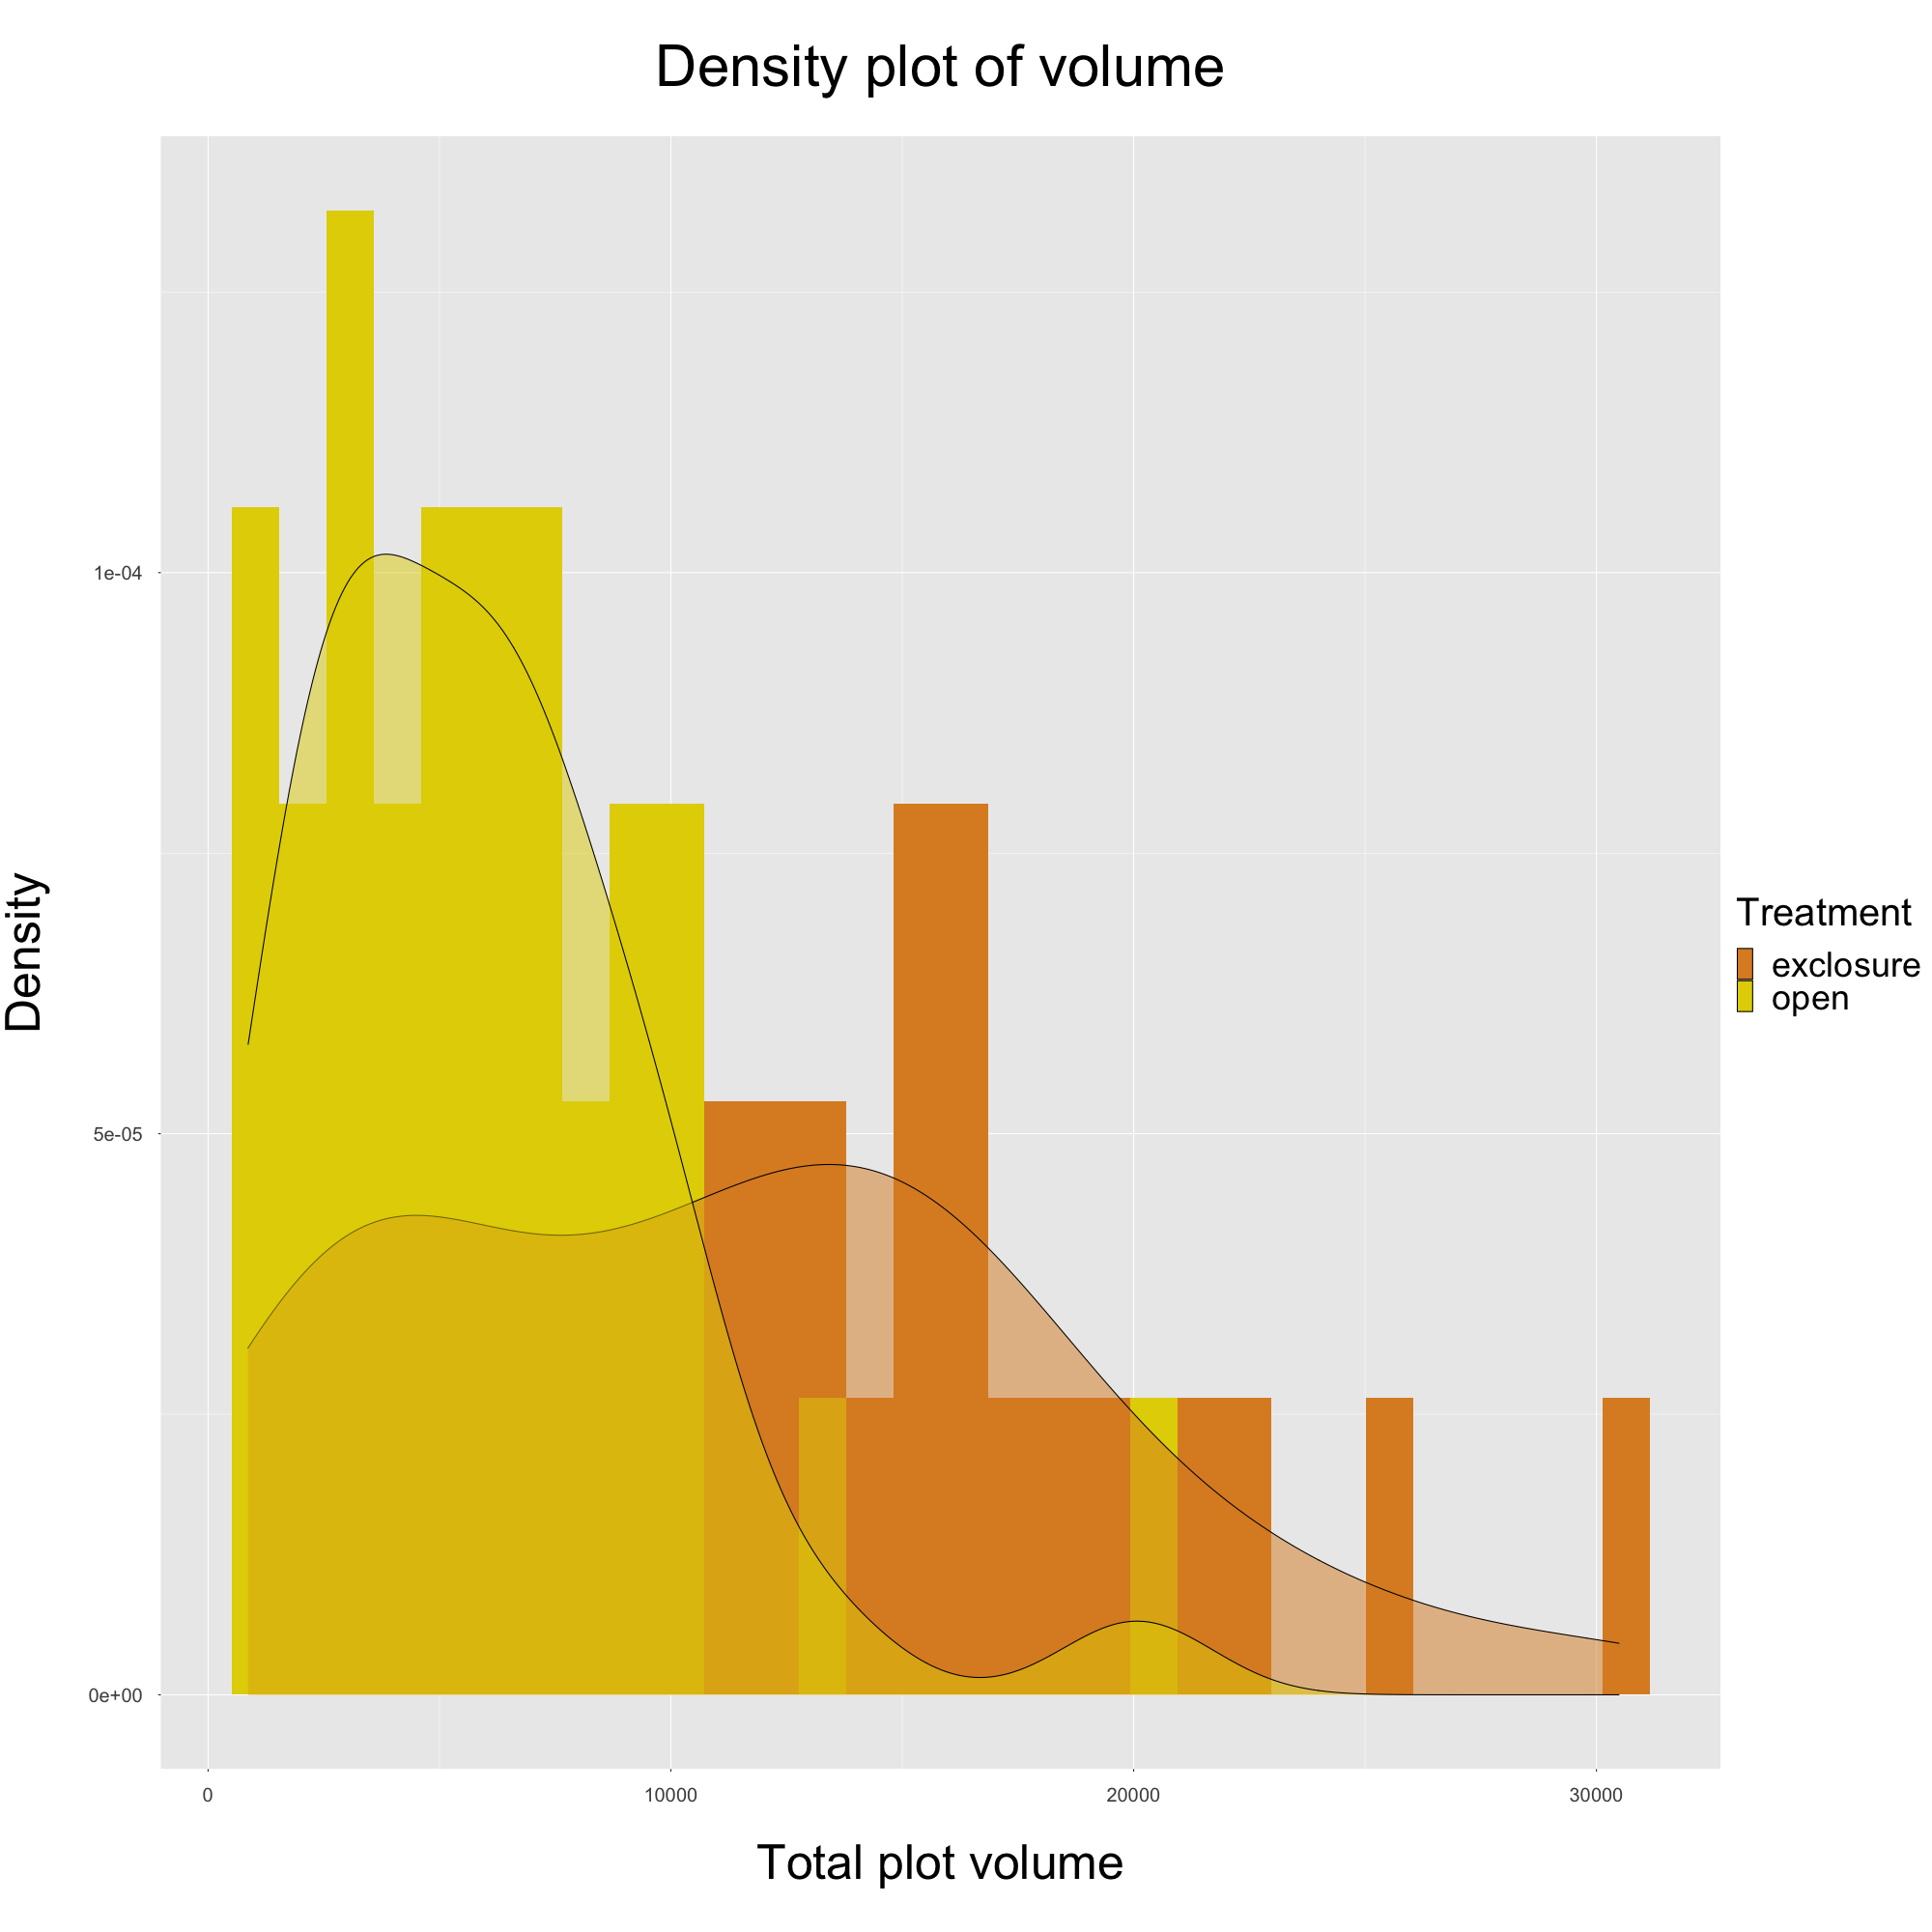 Density plot of volume
Density
1e-04
5e-05
0e+00
0
10000
20000
30000
Total plot volume
Treatment
exclosure
open